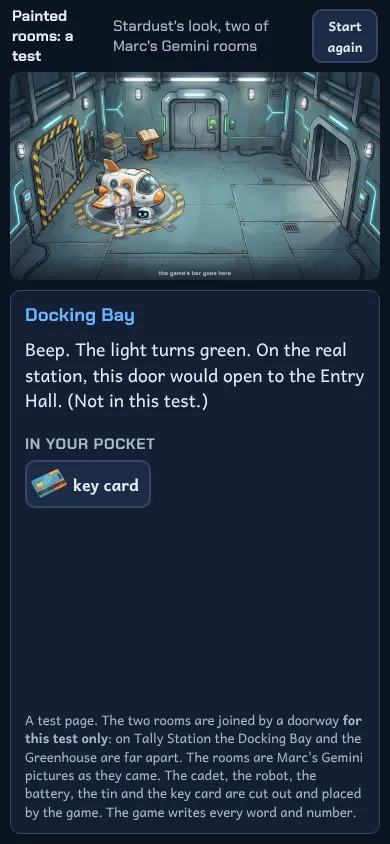 Painted
rooms: a
test
Stardust's look, two of
Marc's Gemini rooms
Start
again
the game's bar goes here
Docking Bay
Beep. The light turns green. On the real
station, this door would open to the Entry
Hall. (Not in this test.)
IN YOUR POCKET
key card
A test page. The two rooms are joined by a doorway for
this test only: on Tally Station the Docking Bay and the
Greenhouse are far apart. The rooms are Marc's Gemini
pictures as they came. The cadet, the robot, the
battery, the tin and the key card are cut out and placed
by the game. The game writes every word and number.